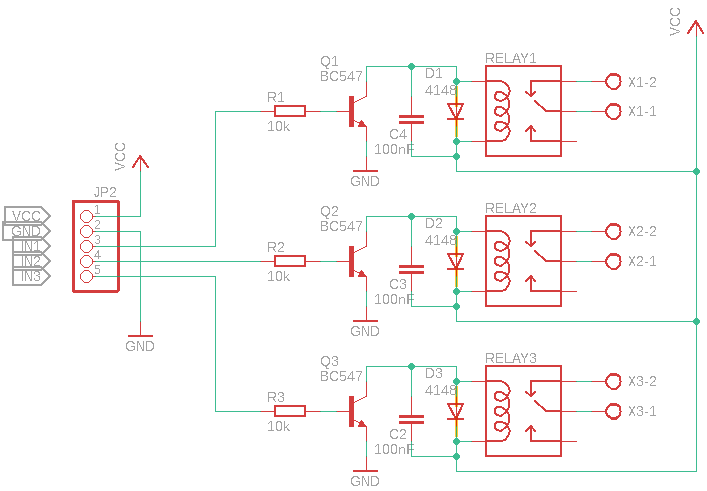 VCC
Q1
BC547
D1
4148
RELAY1
X1-2
X1-1
R1
10k
C4
100nF
GND
VCC
JP2
VCC
1
GND
2
IN1
3
IN2
4
IN3
5
GND
Q2
BC547
D2
4148
RELAY2
X2-2
X2-1
R2
10k
C3
100nF
GND
Q3
BC547
D3
4148
RELAY3
X3-2
X3-1
R3
10k
C2
100nF
GND